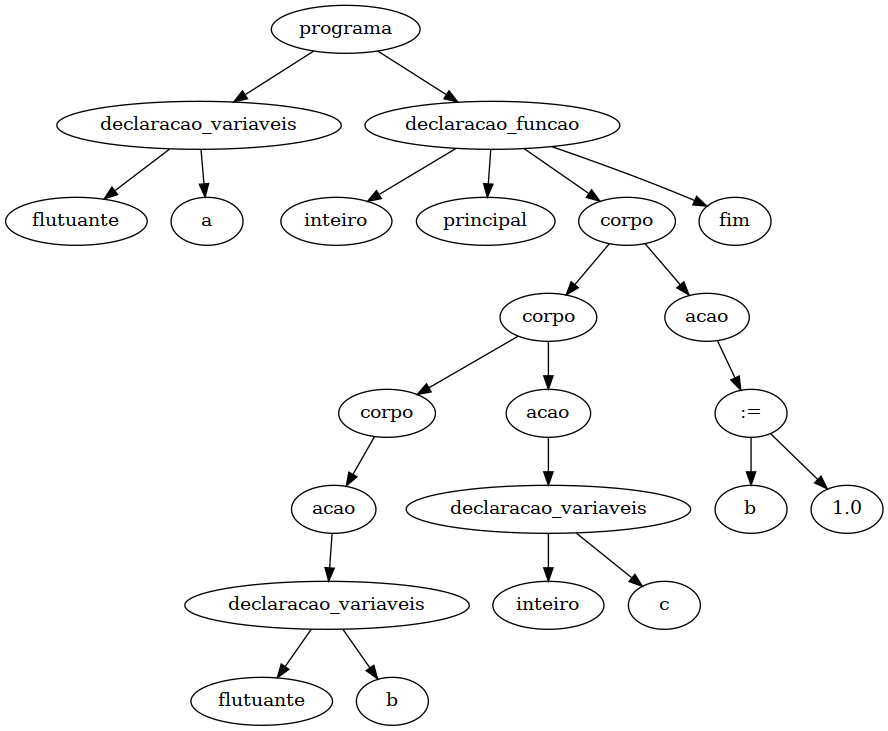 programa
declaracao_variaveis declaracao_funcao
flutuante a inteiro principal corpo fim
corpo acao
corpo acao :=
acao declaracao_variaveis b 1.0
declaracao_variaveis inteiro c
flutuante b